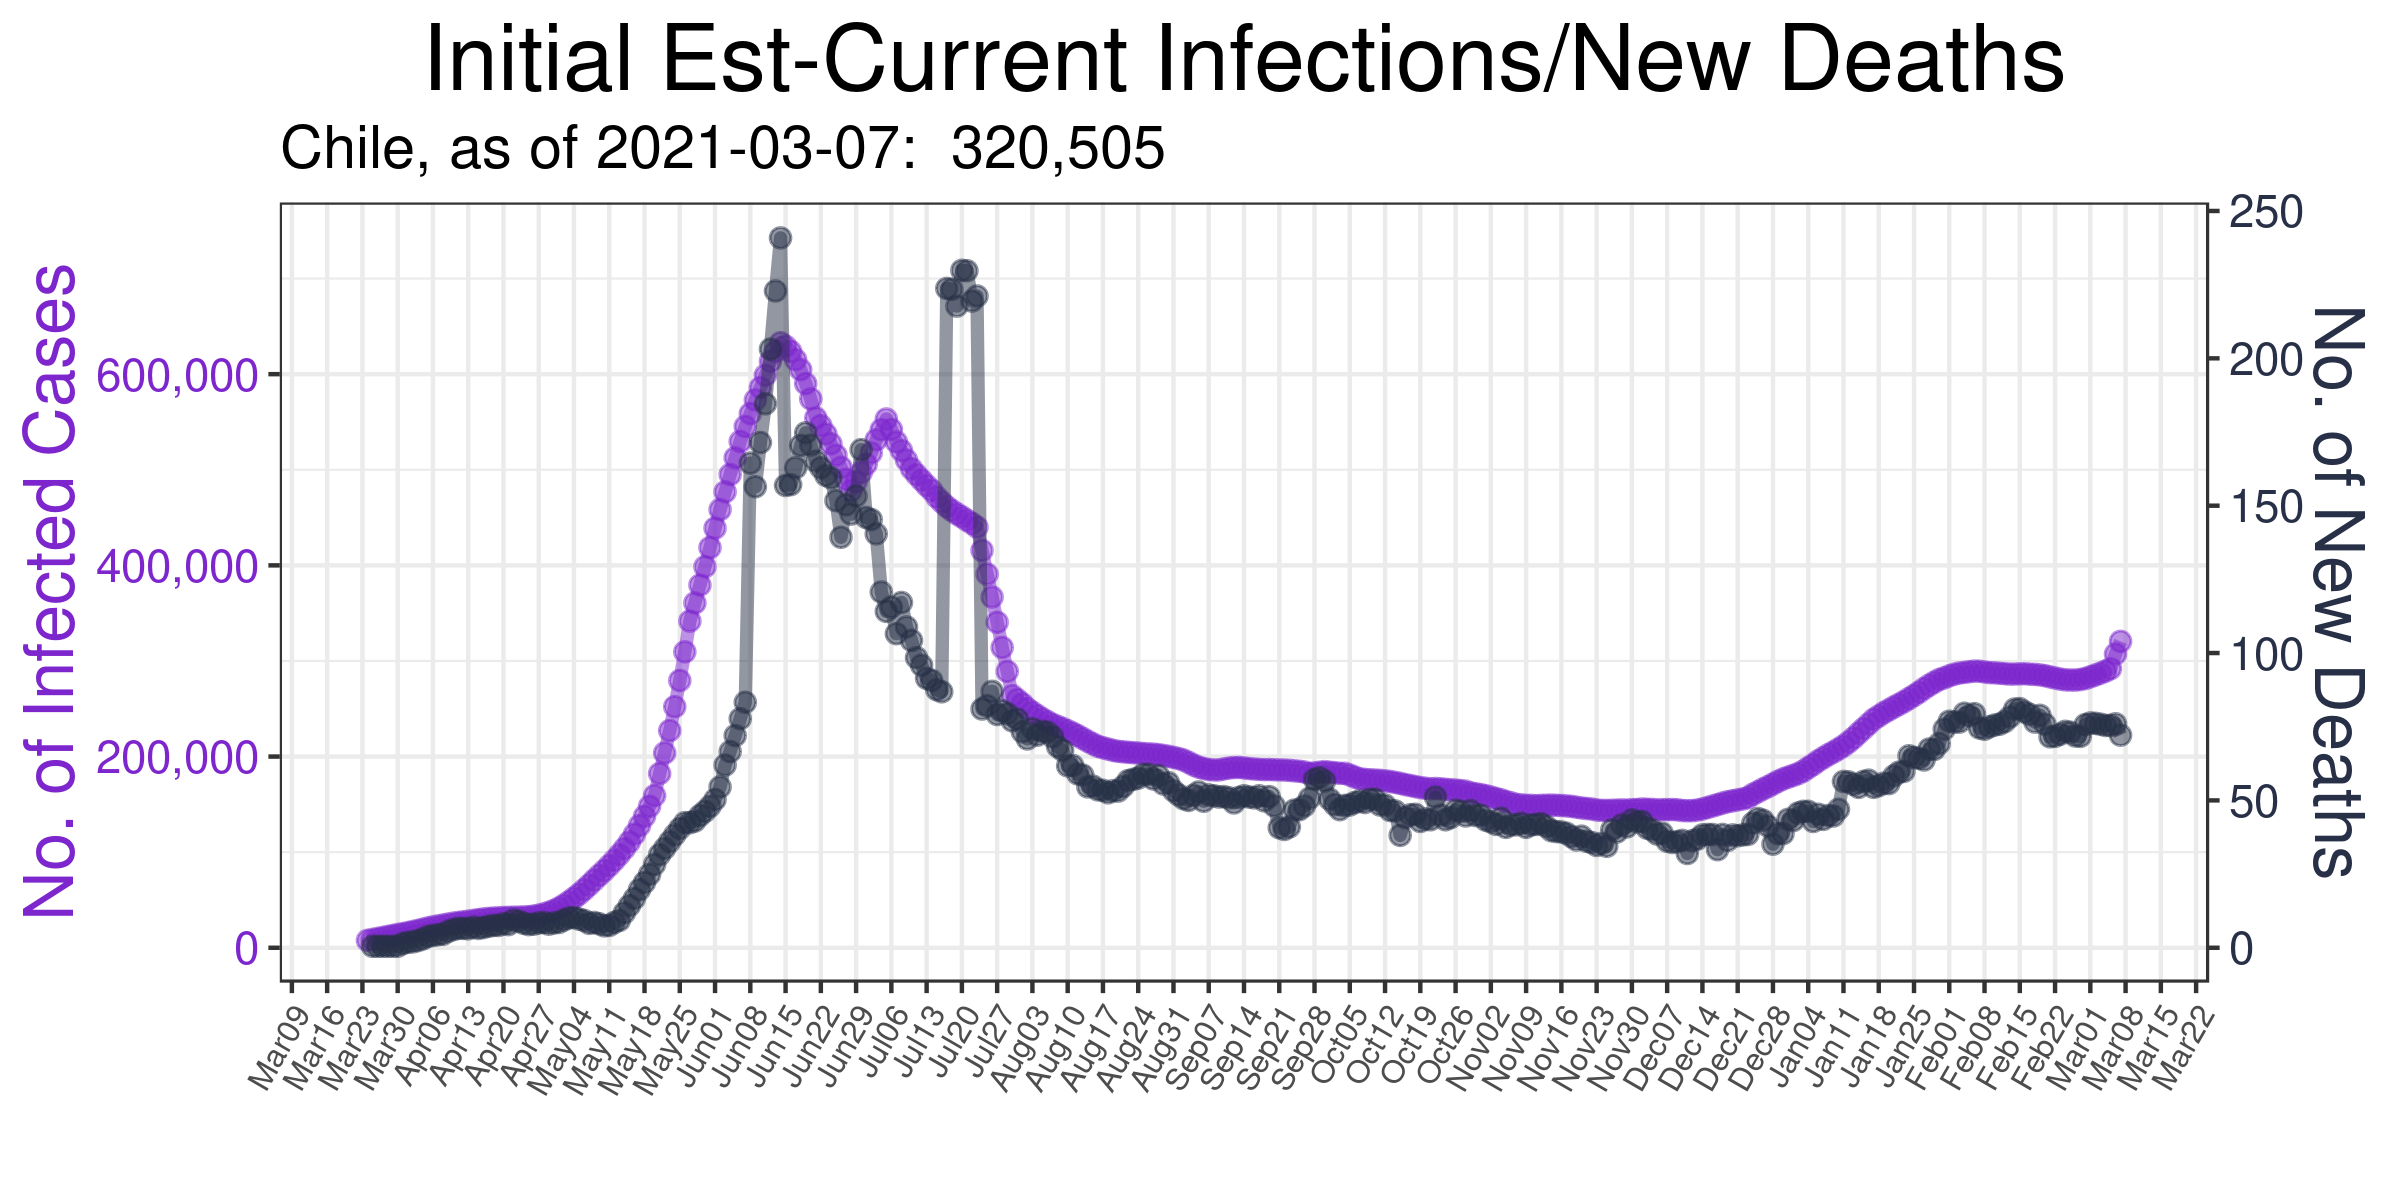 Initial Est-Current Infections/New Deaths
Chile, as of 2021-03-07: 320,505
No. of Infected Cases
600,000
400,000
200,000
0
250
200
150
100
50
0
No. of New Deaths
Mar09
Mar16
Mar23
Mar30
Apr06
Apr13
Apr20
Apr27
May04
May11
May18
May25
Jun01
Jun08
Jun15
Jun22
Jun29
Jul06
Jul13
Jul20
Jul27
Aug03
Aug10
Aug17
Aug24
Aug31
Sep07
Sep14
Sep21
Sep28
Oct05
Oct12
Oct19
Oct26
Nov02
Nov09
Nov16
Nov23
Nov30
Dec07
Dec14
Dec21
Dec28
Jan04
Jan11
Jan18
Jan25
Feb01
Feb08
Feb15
Feb22
Mar01
Mar08
Mar15
Mar22